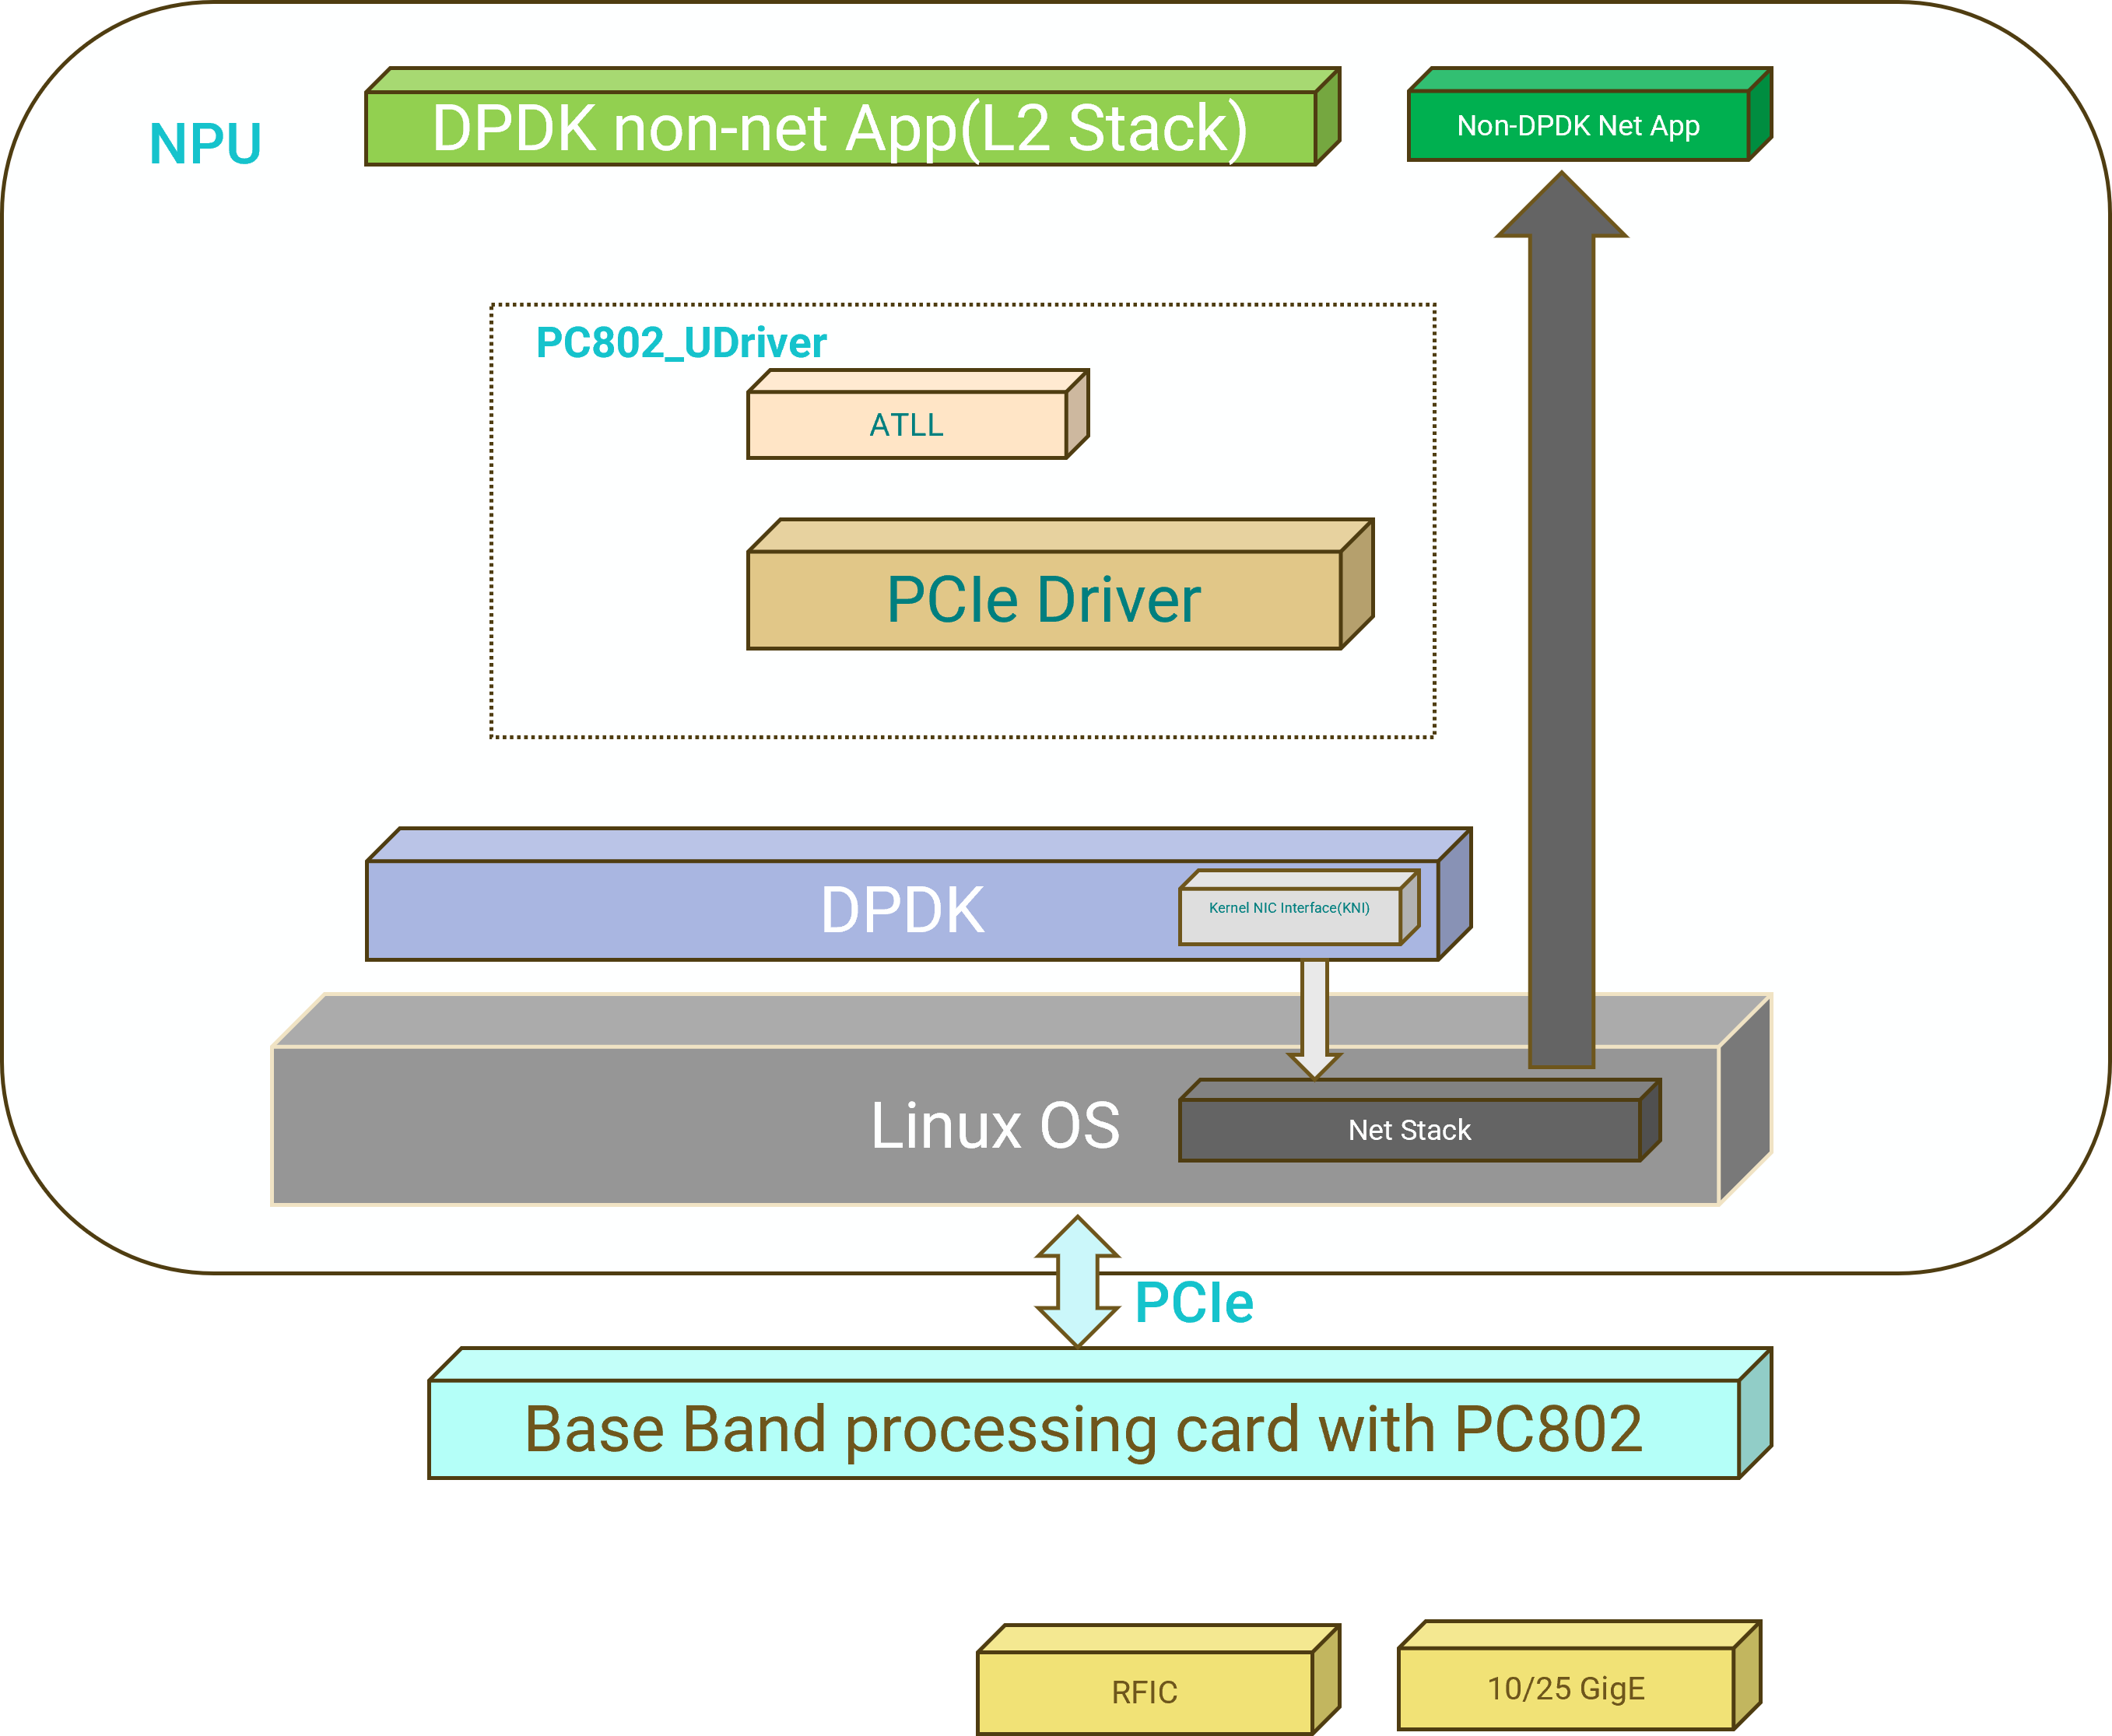 DPDK non-net App(L2 Stack)
Non-DPDK Net App
NPU
PC802_UDriver
ATLL
PCIe Driver
DPDK
Kernel NIC Interface(KNI)
Linux OS
Net Stack
PCIe
Base Band processing card with PC802
RFIC
10/25 GigE